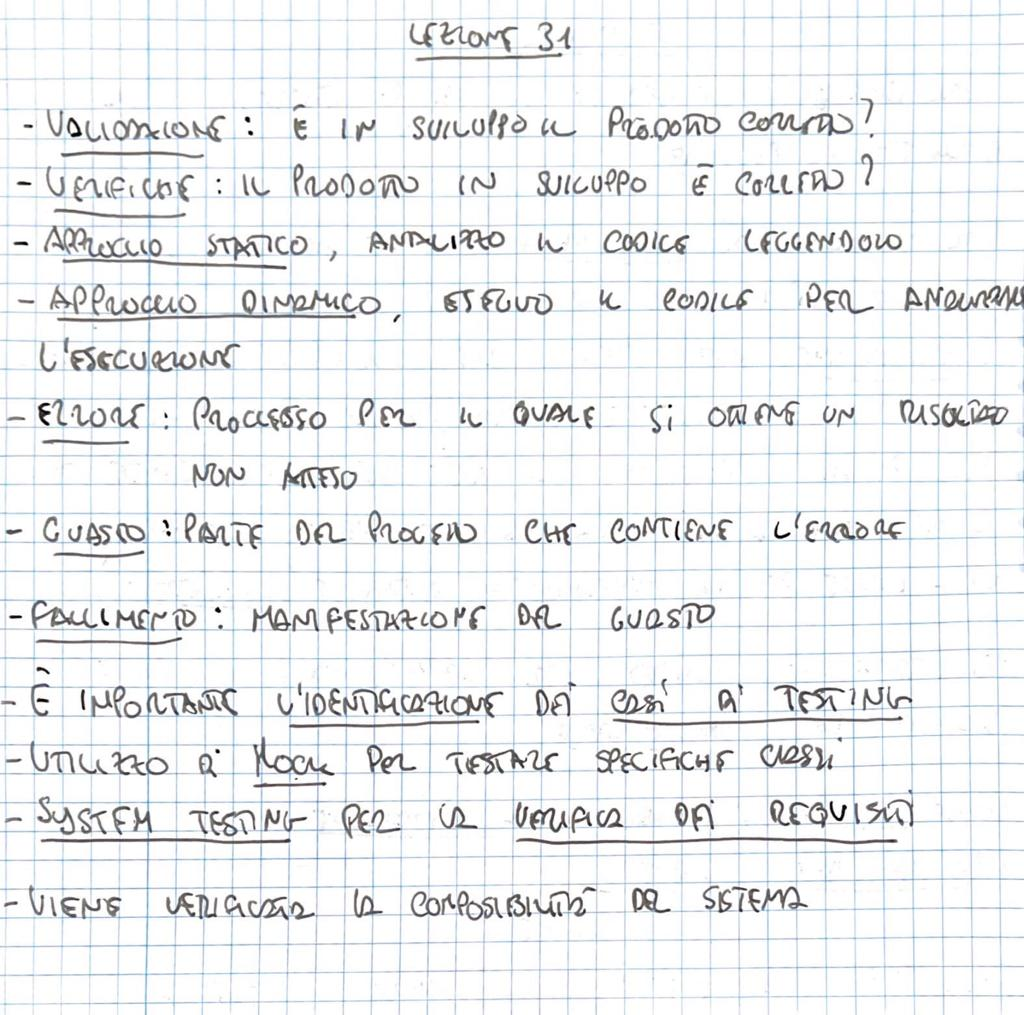 LEZIONE 31
- VALIDAZIONE : È IN SVILUPPO IL PRODOTTO CORRETTO?
- VERIFICHE : IL PRODOTTO IN SVILUPPO È CORRETTO?
- APPROCCIO STATICO, ANALIZZO IL CODICE LEGGENDOLO
- APPROCCIO DINAMICO, ESEGUO IL CODICE PER
L'ESECUZIONE
- ERRORE : PROCESSO PER IL QUALE SI OTTIENE UN RISULTATO
NON ATTESO
- GUASTO : PARTE DEL PROCESSO CHE CONTIENE L'ERRORE
- FALLIMENTO : MANIFESTAZIONE DEL GUASTO
- È IMPORTANTE L'IDENTIFICAZIONE DEI CASI DI TESTING
- UTILIZZO DI MOCK PER TESTARE SPECIFICHE CLASSI
- SYSTEM TESTING PER LA VERIFICA DEI REQUISITI
- VIENE VERIFICATA LA COMPOSIBILITÀ DEL SISTEMA